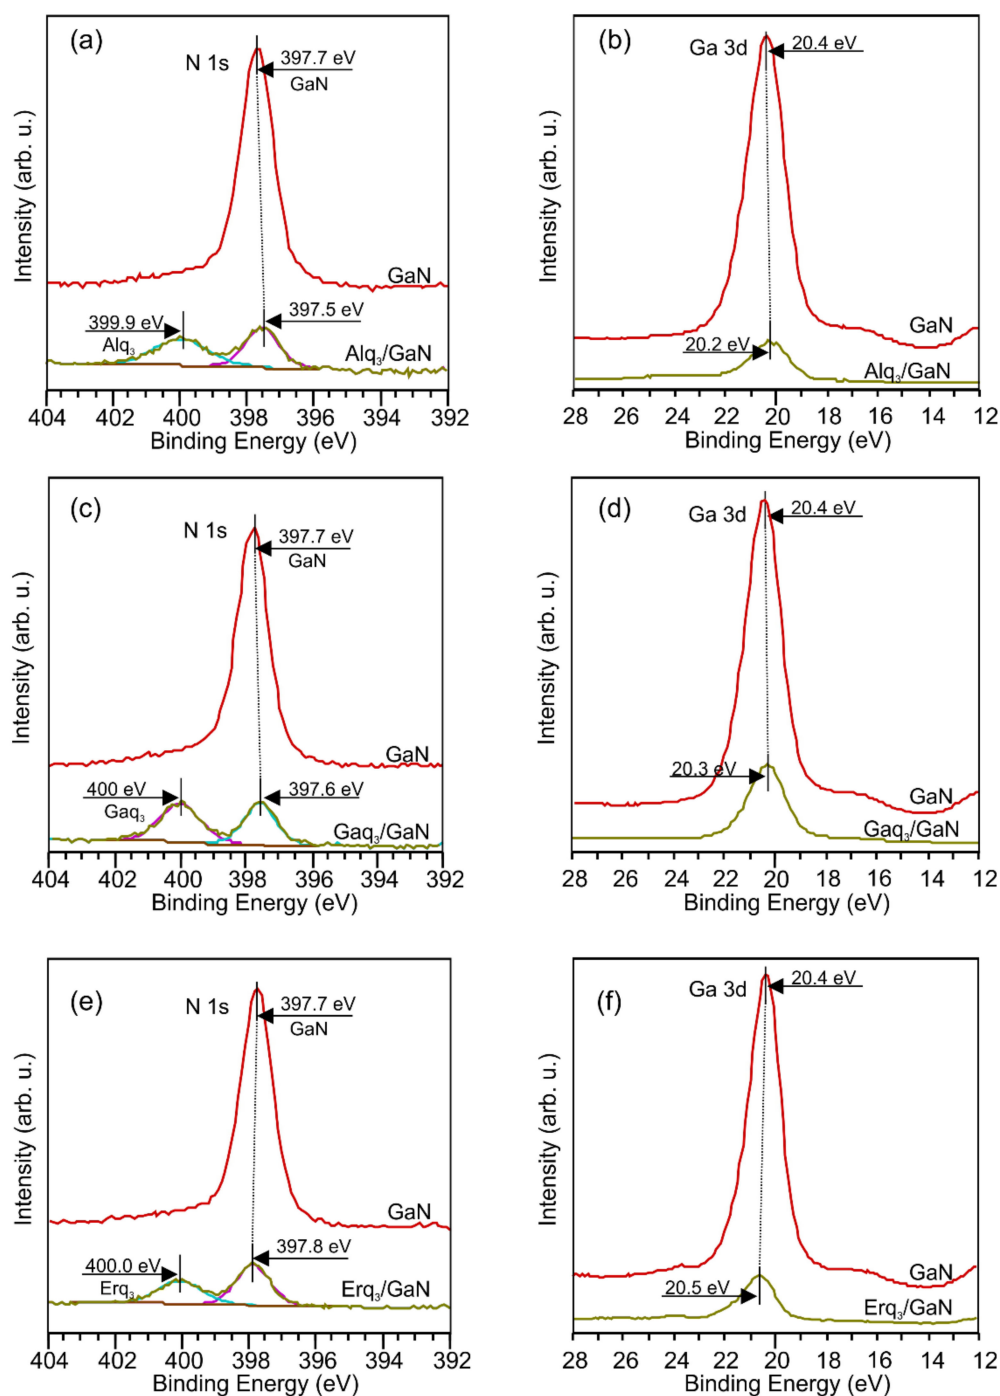 (a)
N 1s
397.7 eV
GaN
GaN
399.9 eV
Alq₃
397.5 eV
Alq₃/GaN
Intensity (arb. u.)
404 402 400 398 396 394 392
Binding Energy (eV)
(b)
Ga 3d
20.4 eV
GaN
20.2 eV
Alq₃/GaN
Intensity (arb. u.)
28 26 24 22 20 18 16 14 12
Binding Energy (eV)
(c)
N 1s
397.7 eV
GaN
GaN
400 eV
Gaq₃
397.6 eV
Gaq₃/GaN
Intensity (arb. u.)
404 402 400 398 396 394 392
Binding Energy (eV)
(d)
Ga 3d
20.4 eV
20.3 eV
GaN
Gaq₃/GaN
Intensity (arb. u.)
28 26 24 22 20 18 16 14 12
Binding Energy (eV)
(e)
N 1s
397.7 eV
GaN
GaN
400.0 eV
Erq₃
397.8 eV
Erq₃/GaN
Intensity (arb. u.)
404 402 400 398 396 394 392
Binding Energy (eV)
(f)
Ga 3d
20.4 eV
GaN
20.5 eV
Erq₃/GaN
Intensity (arb. u.)
28 26 24 22 20 18 16 14 12
Binding Energy (eV)